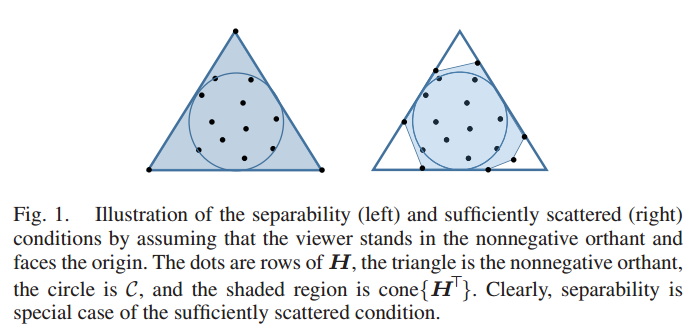 Fig. 1. Illustration of the separability (left) and sufficiently scattered (right)
conditions by assuming that the viewer stands in the nonnegative orthant and
faces the origin. The dots are rows of H, the triangle is the nonnegative orthant,
the circle is C, and the shaded region is cone{H⊤}. Clearly, separability is
special case of the sufficiently scattered condition.